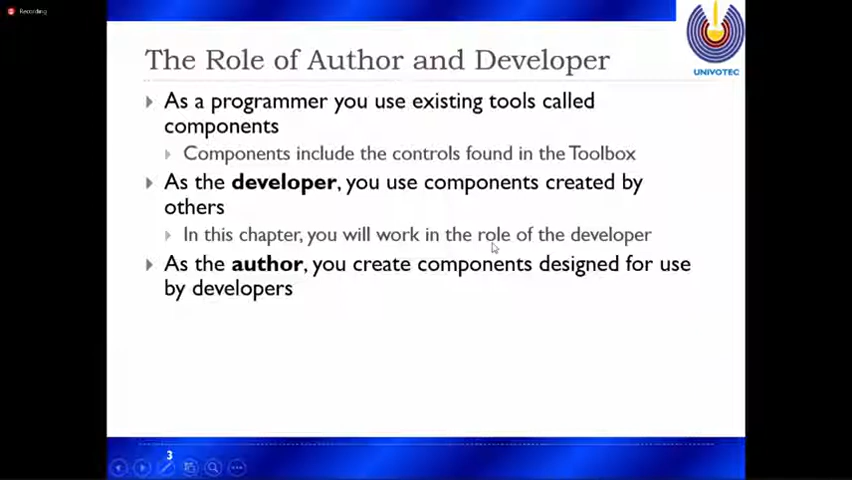 Recording
UNIVOTEC
The Role of Author and Developer
As a programmer you use existing tools called
components
Components include the controls found in the Toolbox
As the developer, you use components created by
others
In this chapter, you will work in the role of the developer
As the author, you create components designed for use
by developers
3